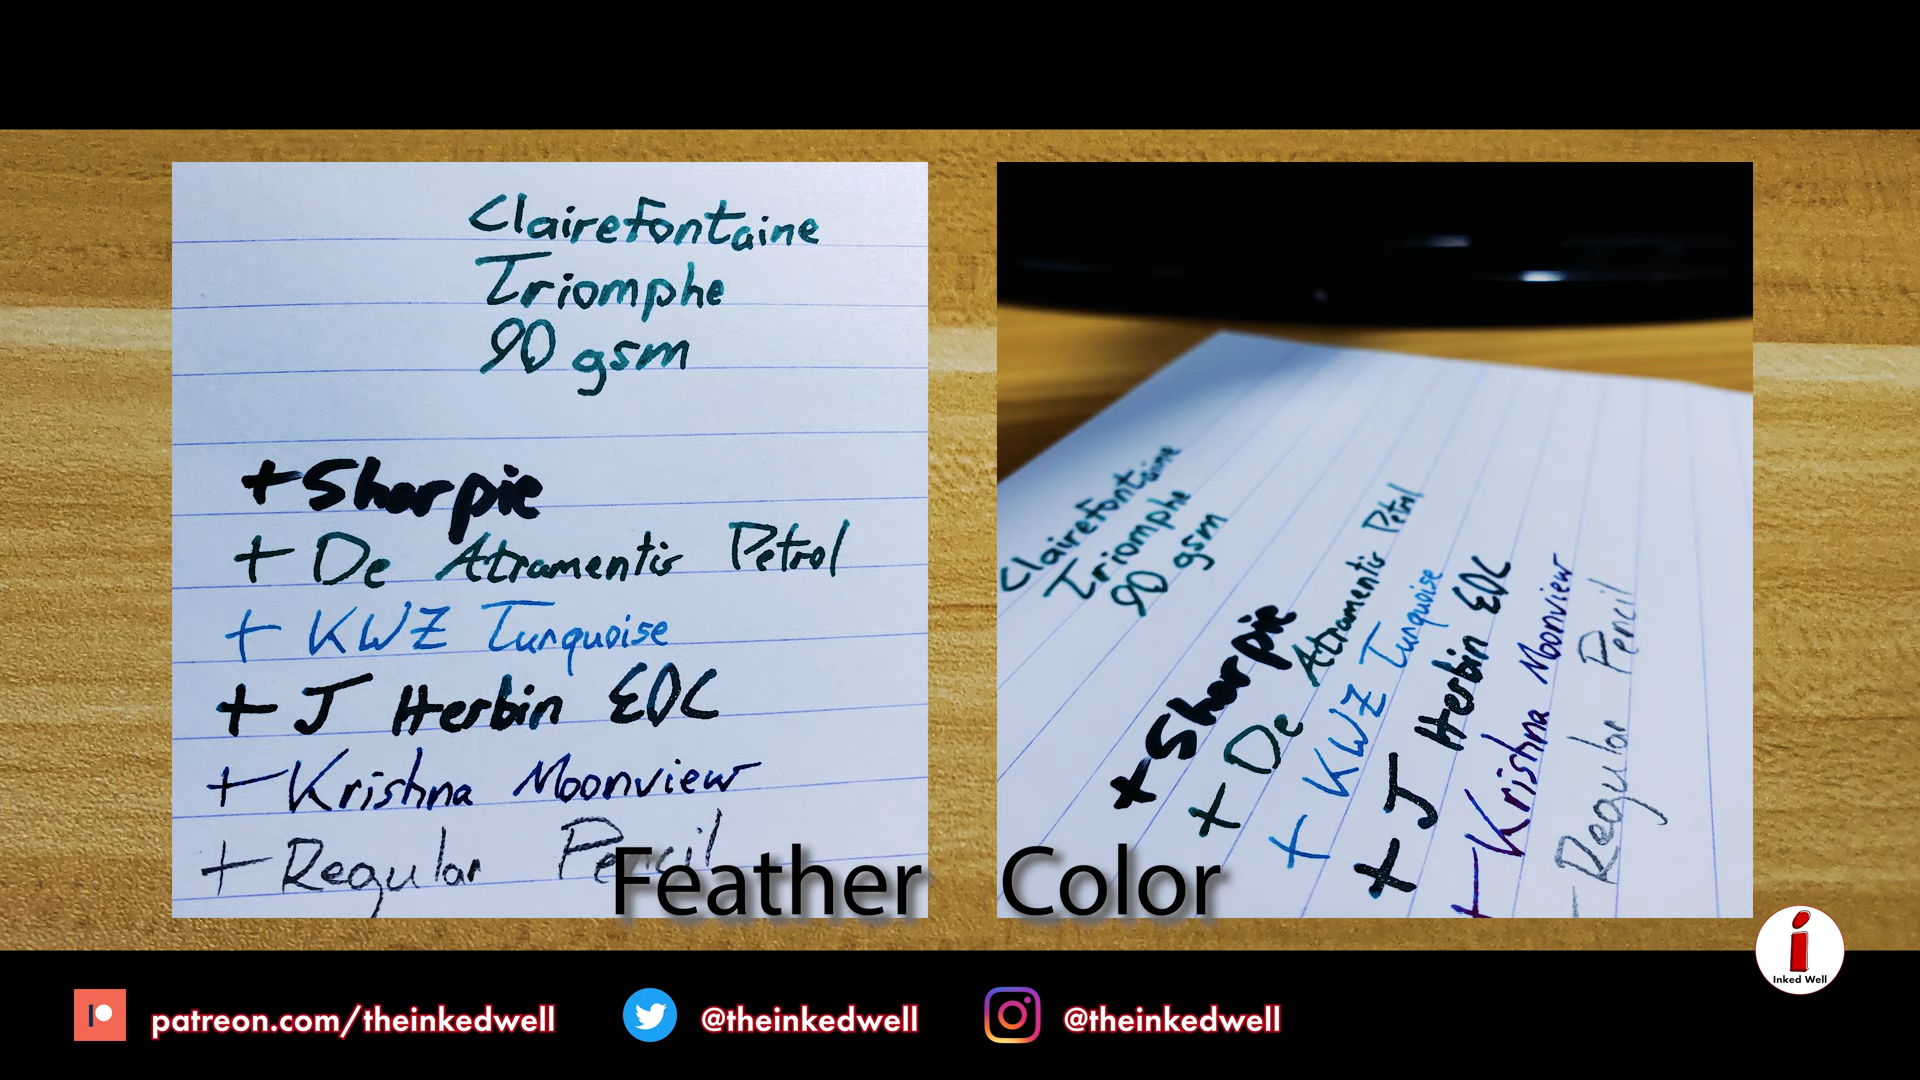 Clairefontaine
Triomphe
90 gsm
+ Sharpie
+ De Atramentis Petrol
+ KWZ Turquoise
+ J Herbin EDC
+ Krishna Moonview
+ Regular Pencil
Feather
Clairefontaine
Triomphe
90 gsm
+ Sharpie
+ De Atramentis Petrol
+ KWZ Turquoise
+ J Herbin EDC
+ Krishna Moonview
+ Regular Pencil
Color
i
Inked Well
patreon.com/theinkedwell
@theinkedwell
@theinkedwell